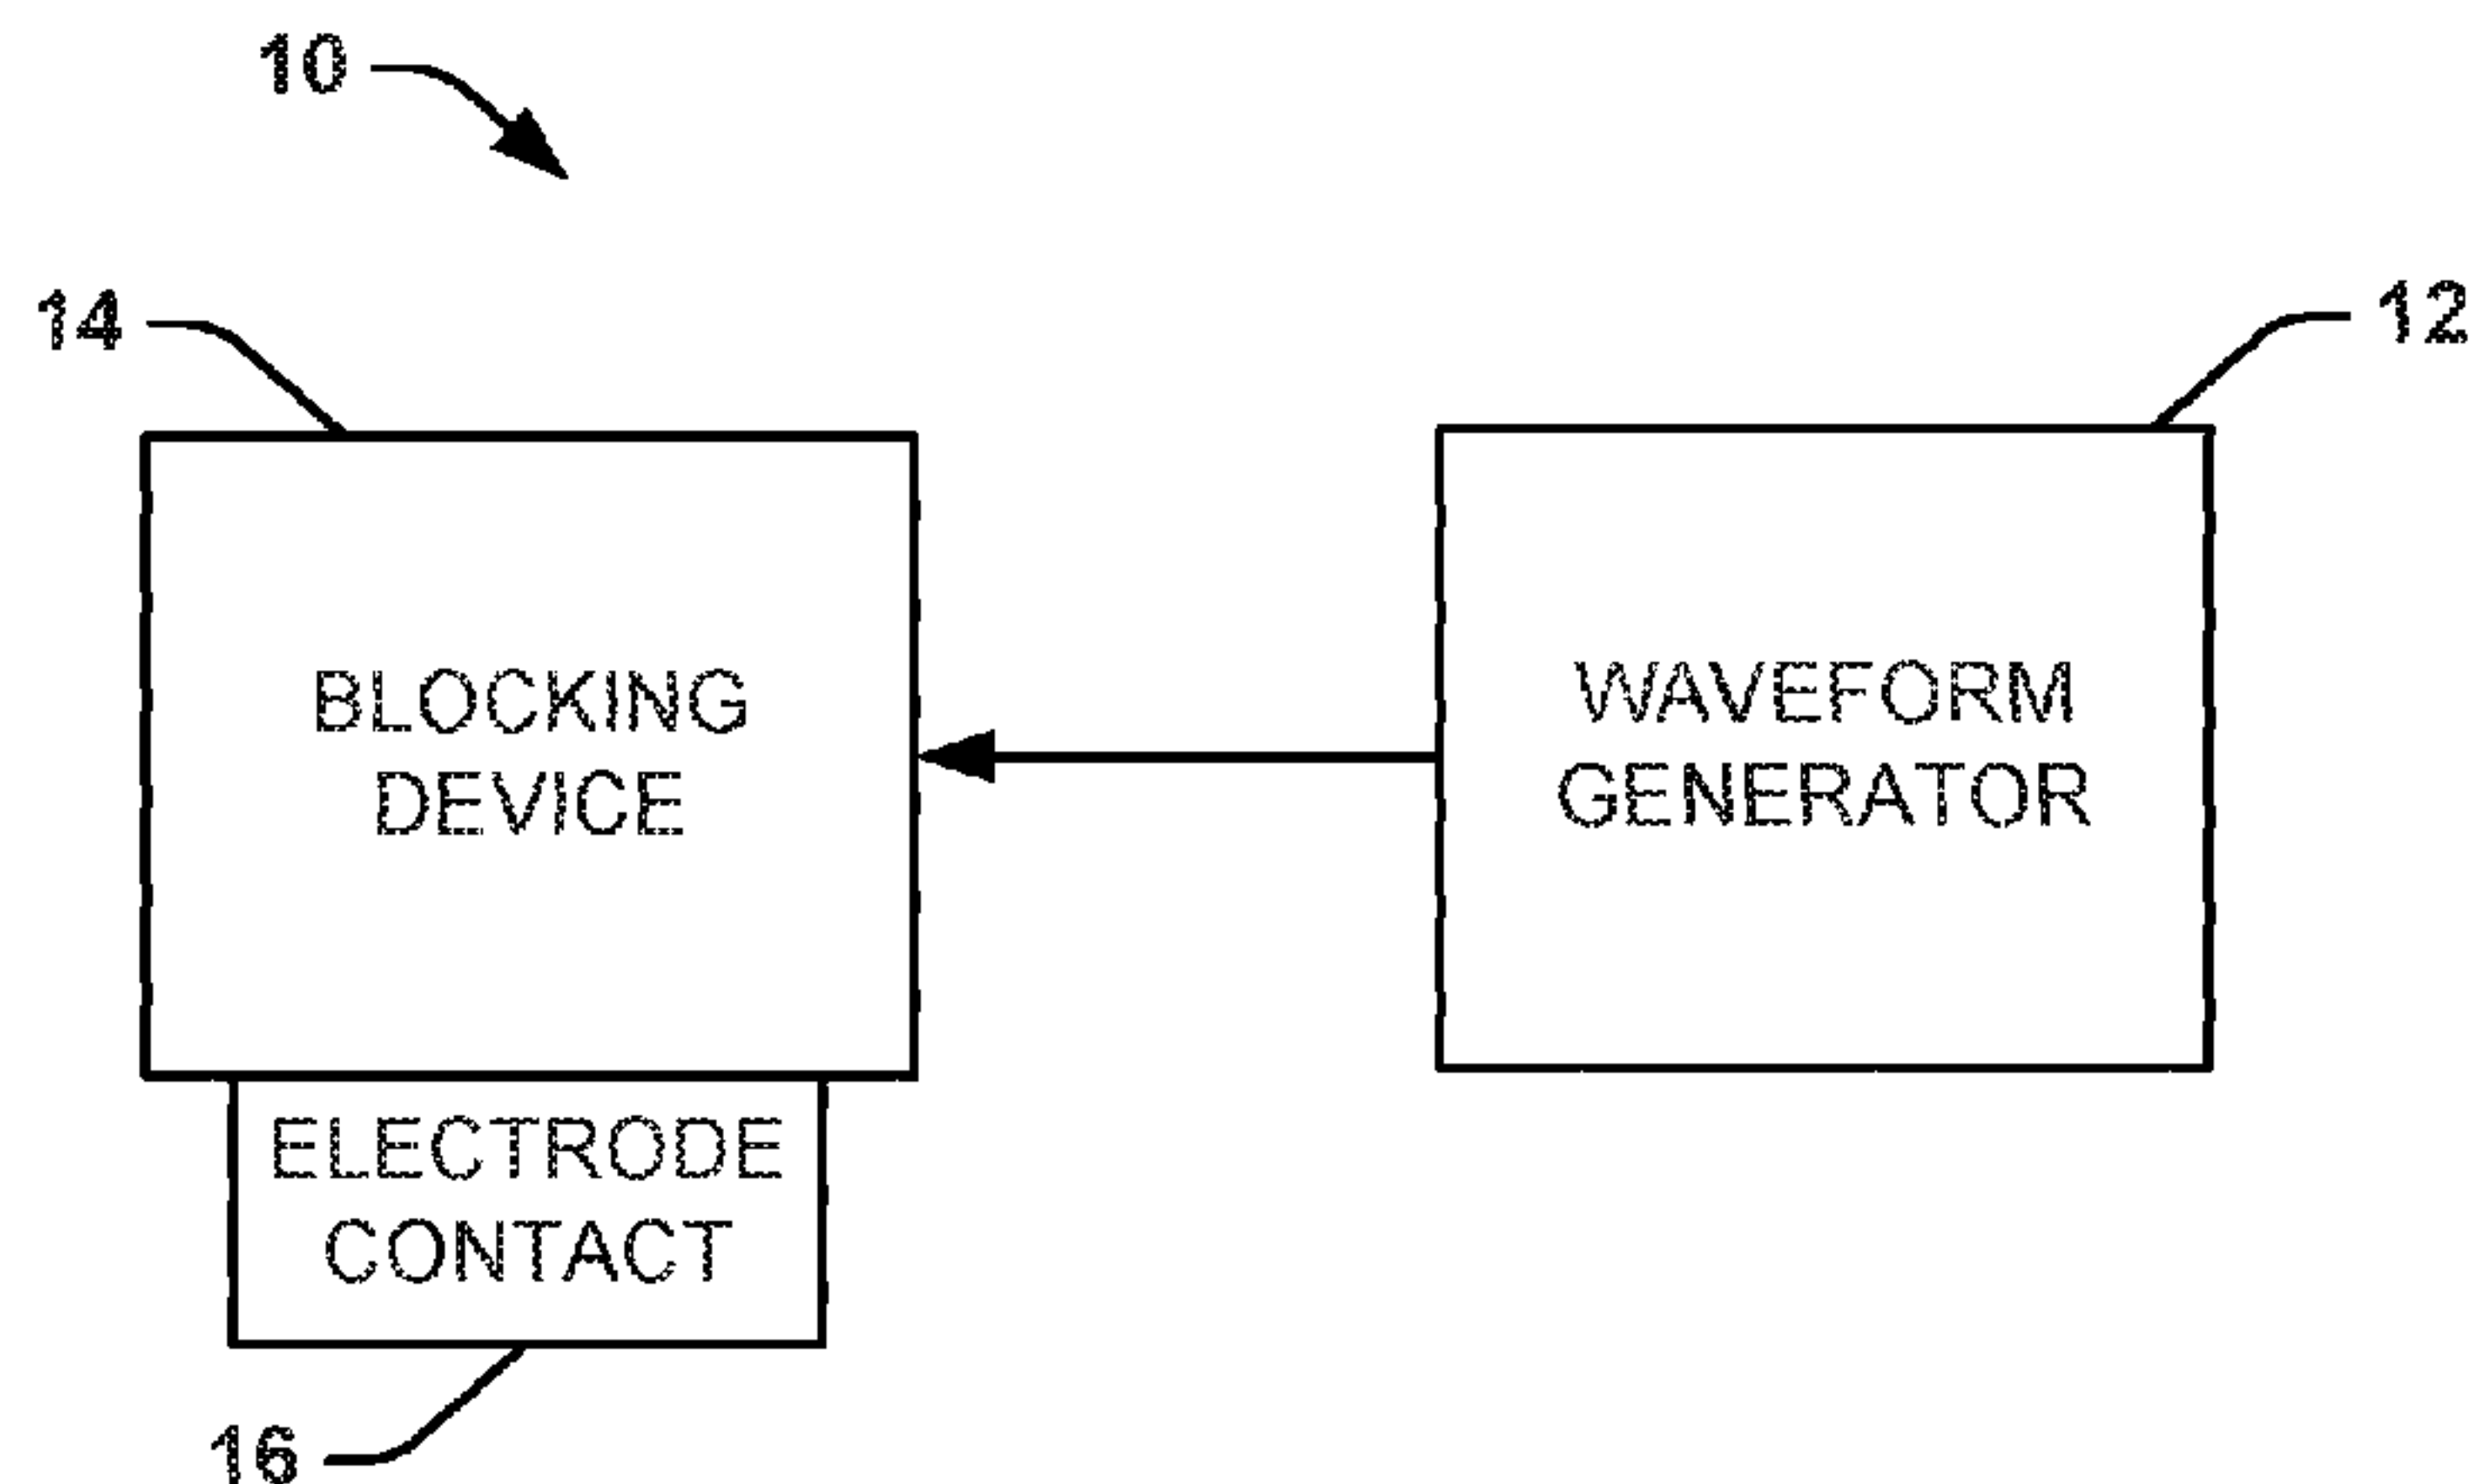 10
14
12
BLOCKING
DEVICE
WAVEFORM
GENERATOR
ELECTRODE
CONTACT
16